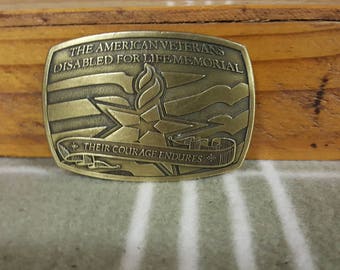 THE AMERICAN VETERANS
DISABLED FOR LIFE MEMORIAL
THEIR COURAGE ENDURES